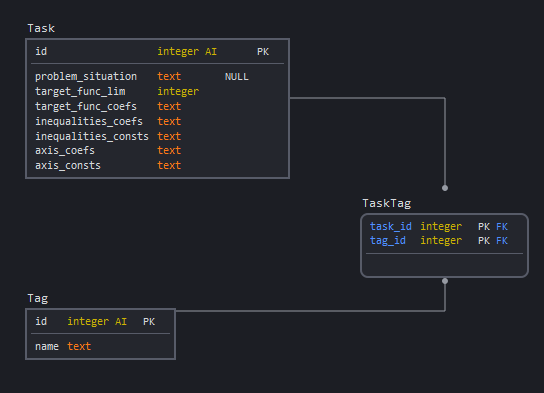 Task
id integer AI PK
problem_situation text NULL
target_func_lim integer
target_func_coefs text
inequalities_coefs text
inequalities_consts text
axis_coefs text
axis_consts text
TaskTag
task_id integer PK FK
tag_id integer PK FK
Tag
id integer AI PK
name text